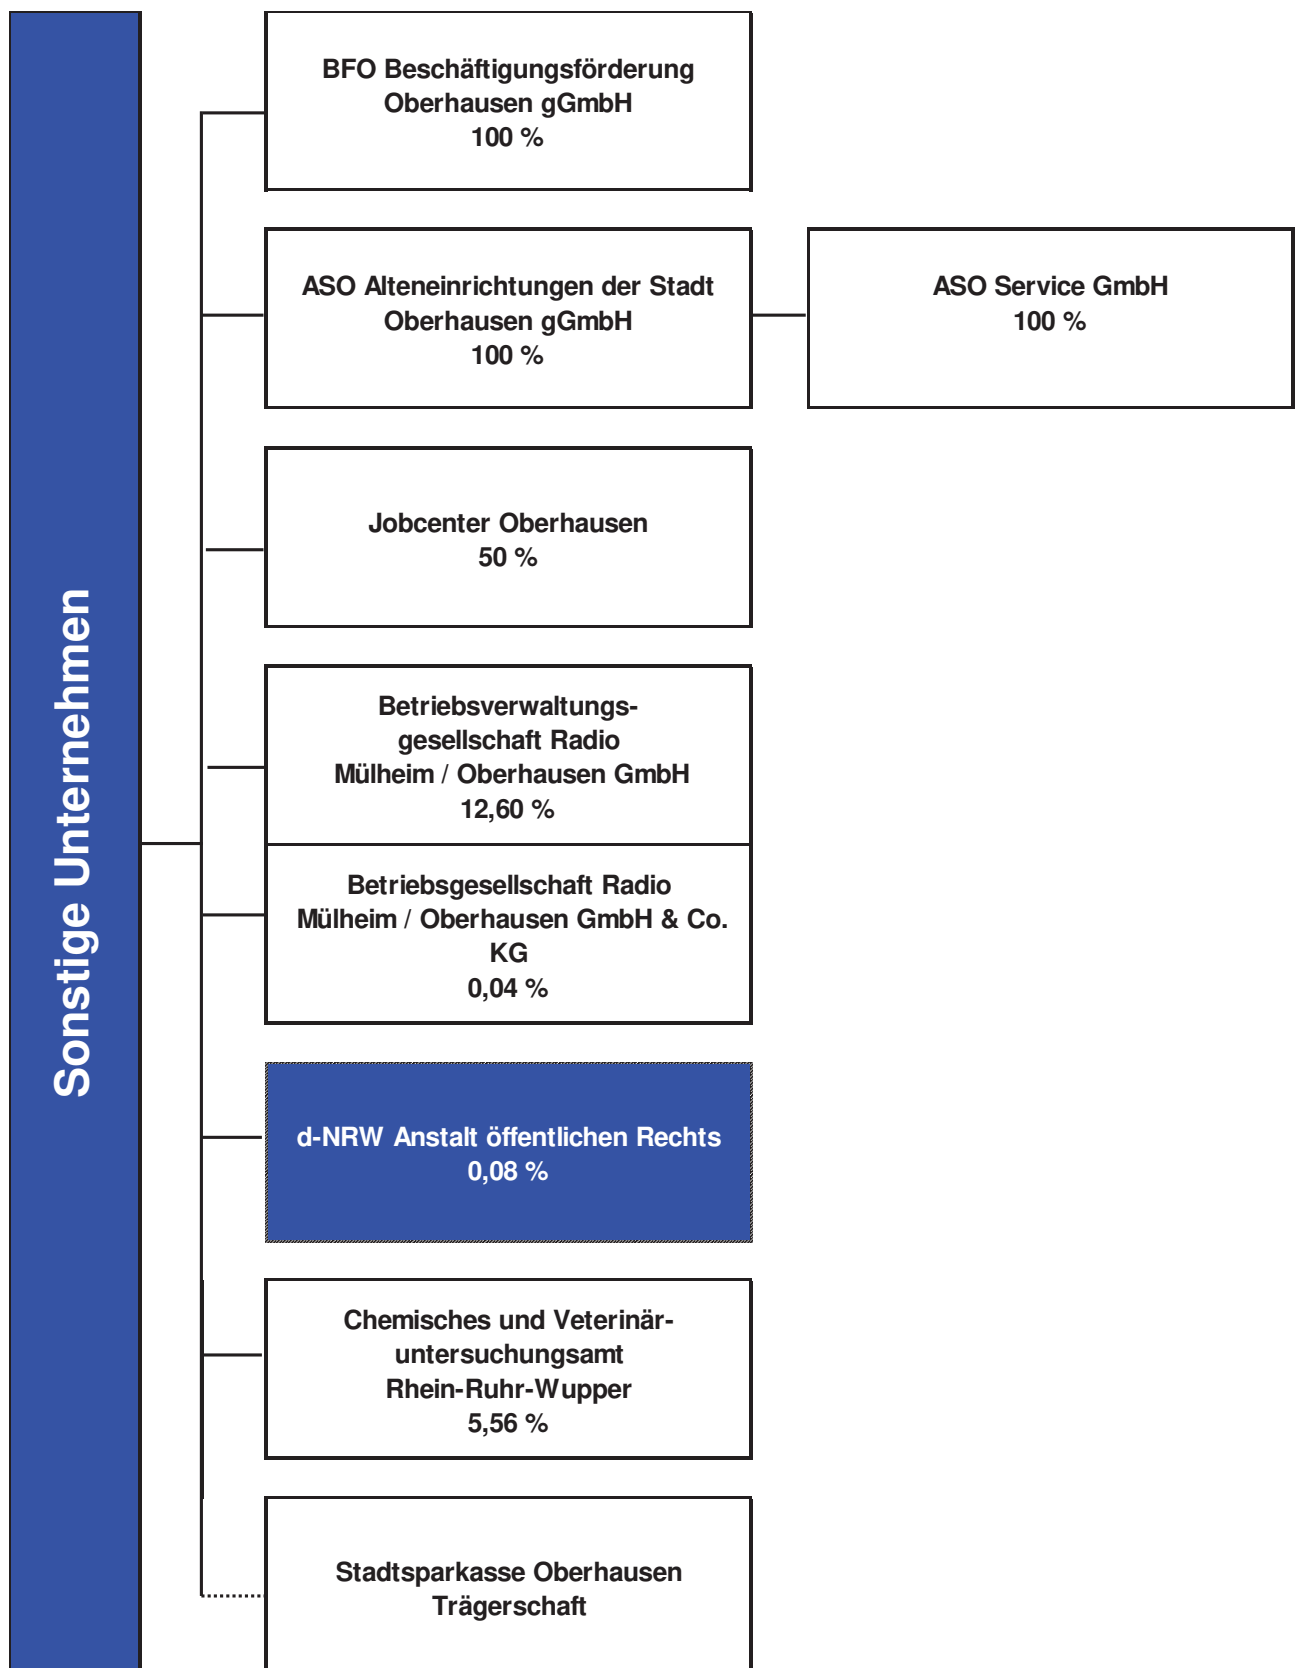 Sonstige Unternehmen
BFO Beschäftigungsförderung
Oberhausen gGmbH
100 %
ASO Alteneinrichtungen der Stadt
Oberhausen gGmbH
100 %
ASO Service GmbH
100 %
Jobcenter Oberhausen
50 %
Betriebsverwaltungs-
gesellschaft Radio
Mülheim / Oberhausen GmbH
12,60 %
Betriebsgesellschaft Radio
Mülheim / Oberhausen GmbH & Co.
KG
0,04 %
d-NRW Anstalt öffentlichen Rechts
0,08 %
Chemisches und Veterinär-
untersuchungsamt
Rhein-Ruhr-Wupper
5,56 %
Stadtsparkasse Oberhausen
Trägerschaft